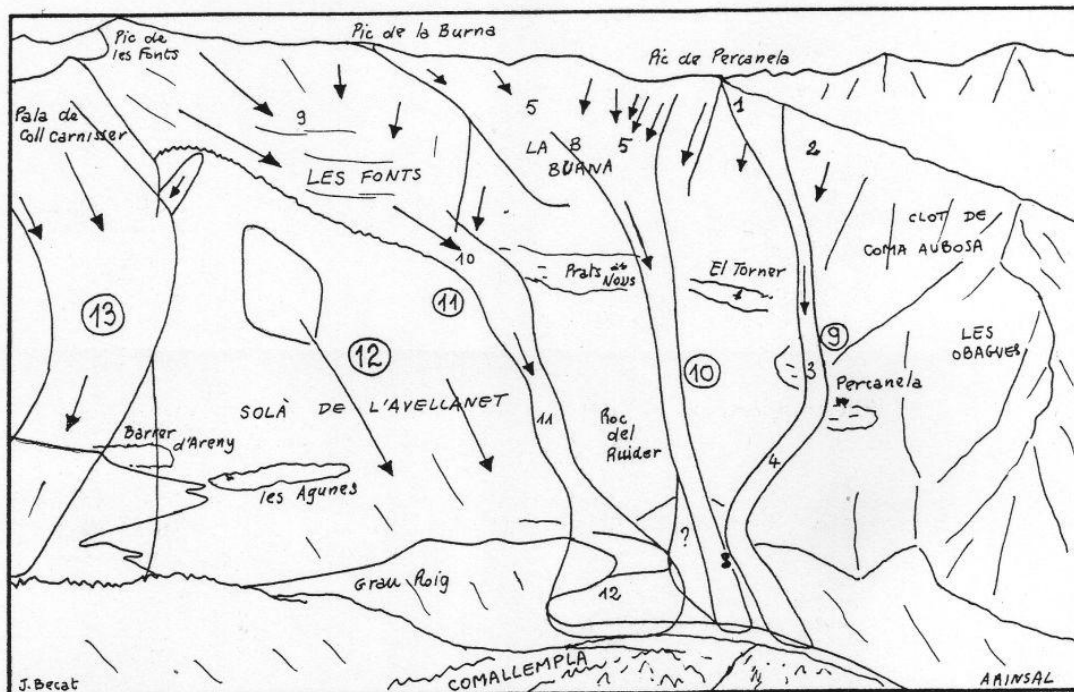 Pic de
les Fonts
Pic de la Burna
Pic de Percanela
Pala de
Coll Carnisser
9
5
1
LA B
BURNA
5
2
LES FONTS
CLOT DE
COMA AUBOSA
10
Prats de
Nous
El Torner
13
11
12
10
9
LES
OBAGUES
3
Percanela
SOLÀ DE L'AVELLANET
11
Roc
del
Ruider
Barrer
d'Areny
4
les Agunes
?
8
Grau Roig
12
COMALLEMPLA
J. Becat
ARINSAL